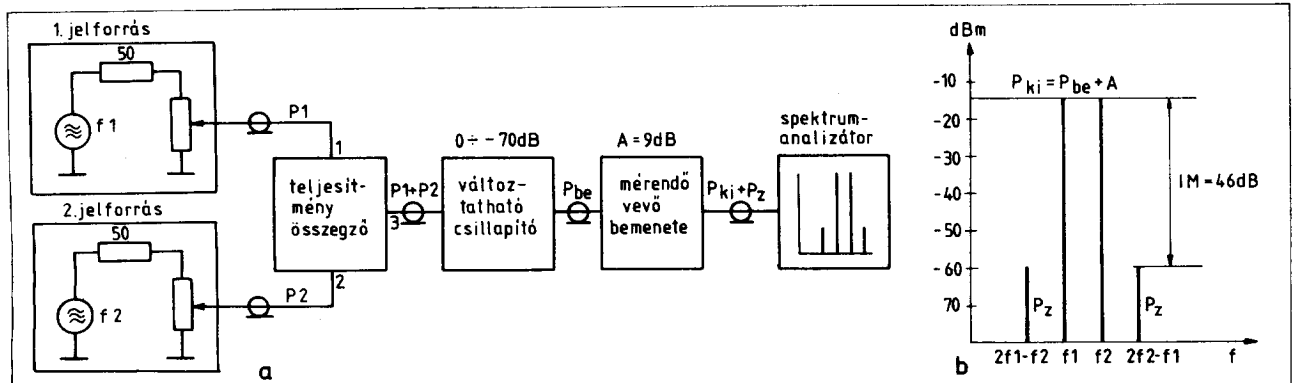 1. jelforrás
50
f1
P1
1
2. jelforrás
50
f2
P2
2
teljesít-
mény
összegző
3
P1+P2
0 ÷ -70dB
változ-
tatható
csillapító
Pbe
A = 9dB
mérendő
vevő
bemenete
Pki+Pz
spektrum-
analizátor
a
dBm
-10
-20
-30
-40
-50
-60
70
Pki = Pbe + A
IM = 46dB
Pz
Pz
2f1-f2
f1
f2
2f2-f1
f
b